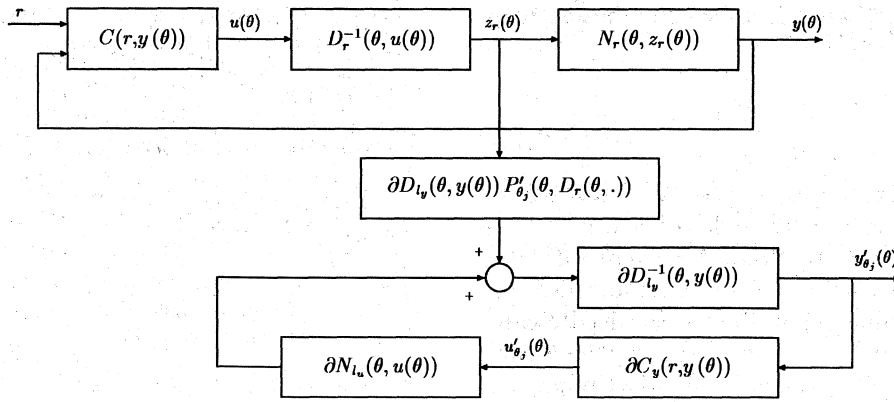 r
C(r,y(θ))
u(θ)
D_r^{-1}(θ, u(θ))
z_r(θ)
N_r(θ, z_r(θ))
y(θ)
∂D_{l_y}(θ, y(θ)) P'_{θ_j}(θ, D_r(θ, .))
+
+
∂D_{l_y}^{-1}(θ, y(θ))
y'_{θ_j}(θ)
∂N_{l_u}(θ, u(θ))
u'_{θ_j}(θ)
∂C_y(r,y(θ))